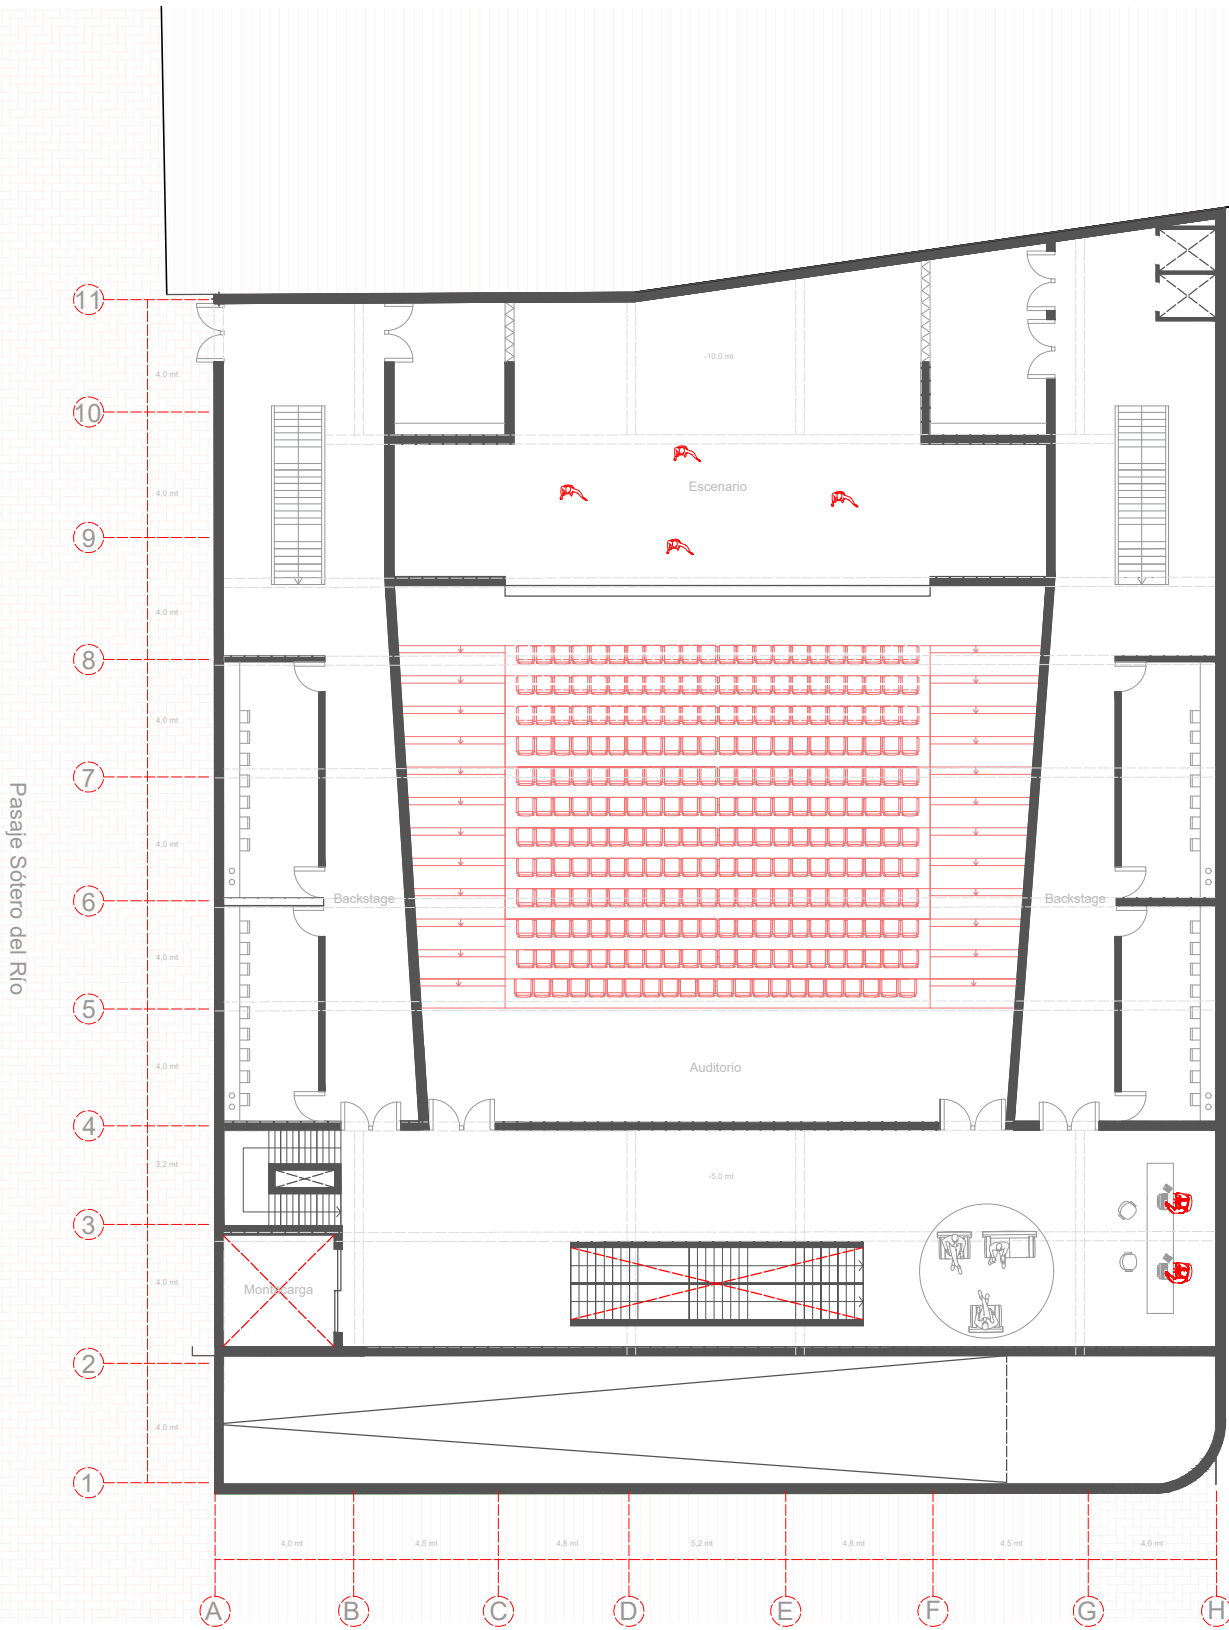 11
-10,0 mt
4,0 mt
10
Escenario
4,0 mt
9
4,0 mt
8
4,0 mt
7
Pasaje Sótero del Río
4,0 mt
6
Backstage
Backstage
4,0 mt
5
Auditorio
4,0 mt
4
3,2 mt
-5,0 mt
3
4,0 mt
Montacarga
2
4,0 mt
1
4,0 mt
4,5 mt
4,8 mt
5,2 mt
4,8 mt
4,5 mt
4,0 mt
A
B
C
D
E
F
G
H